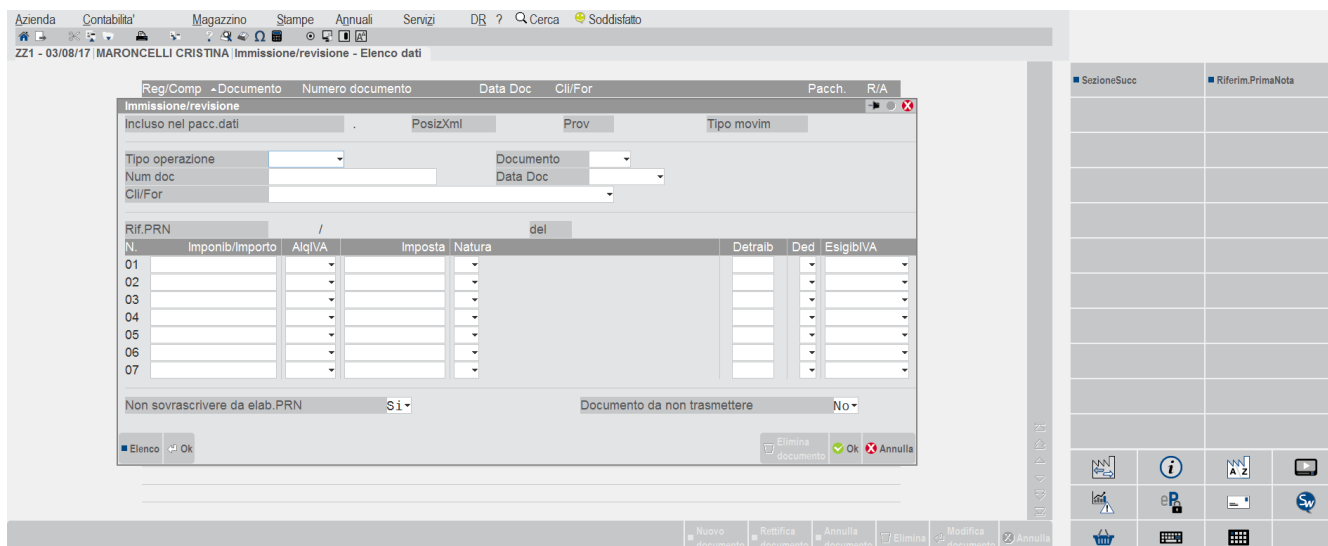 Azienda Contabilita' Magazzino Stampe Annuali Servizi DR ? Cerca Soddisfatto
ZZ1 - 03/08/17 MARONCELLI CRISTINA Immissione/revisione - Elenco dati
SezioneSucc Riferim.PrimaNota
Reg/Comp Documento Numero documento Data Doc Cli/For Pacch. R/A
Immissione/revisione
Incluso nel pacc.dati . PosizXml Prov Tipo movim
Tipo operazione Documento
Num doc Data Doc
Cli/For
Rif.PRN / del
N. Imponib/Importo AlqIVA Imposta Natura Detraib Ded EsigibIVA
01
02
03
04
05
06
07
Non sovrascrivere da elab.PRN Si Documento da non trasmettere No
Elenco Ok Elimina documento Ok Annulla
Nuovo documento Rettifica documento Annulla documento Elimina Modifica documento Annulla